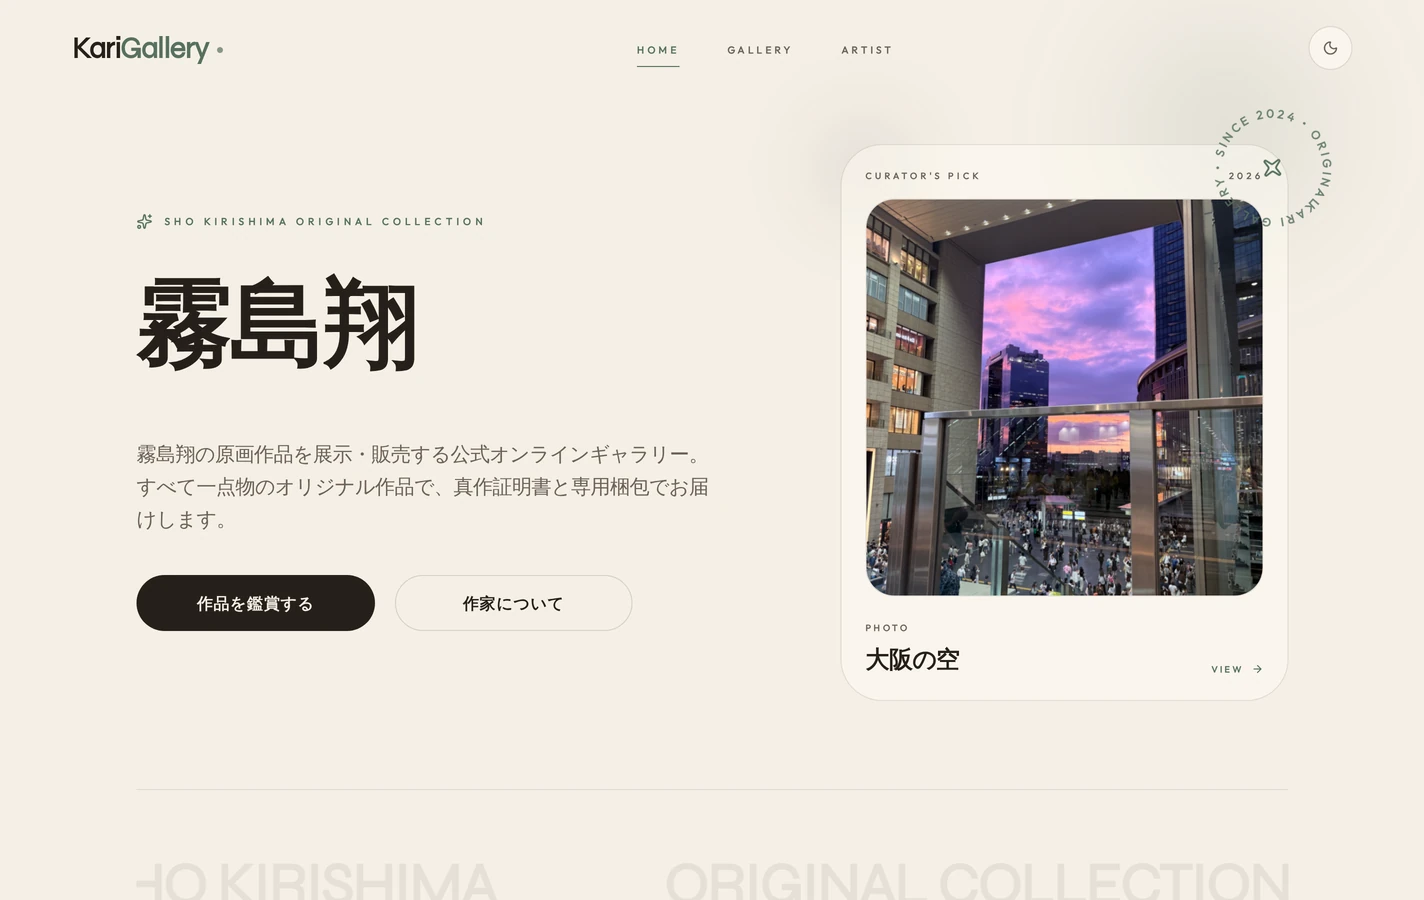 KariGallery
HOME
GALLERY
ARTIST
SINCE 2024 • ORIGINAL
KARI GA
ERY •
CURATOR'S PICK
2026
SHO KIRISHIMA ORIGINAL COLLECTION
霧島翔
霧島翔の原画作品を展示・販売する公式オンラインギャラリー。
すべて一点物のオリジナル作品で、真作証明書と専用梱包でお届
けします。
作品を鑑賞する
作家について
PHOTO
大阪の空
VIEW →
HO KIRISHIMA
ORIGINAL COLLECTION